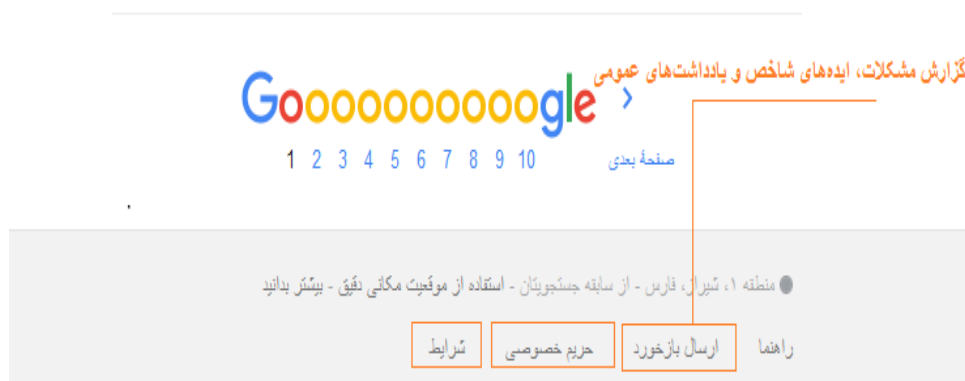 گزارش مشکلات، ایده‌های شاخص و یادداشت‌های عمومی
Goooooooooogle >
1 2 3 4 5 6 7 8 9 10 صفحهٔ بعدی
منطقه ۱، شیراز، فارس - از سابقه جستجویتان - استفاده از موقعیت مکانی دقیق - بیشتر بدانید
راهنما ارسال بازخورد حریم خصوصی شرایط